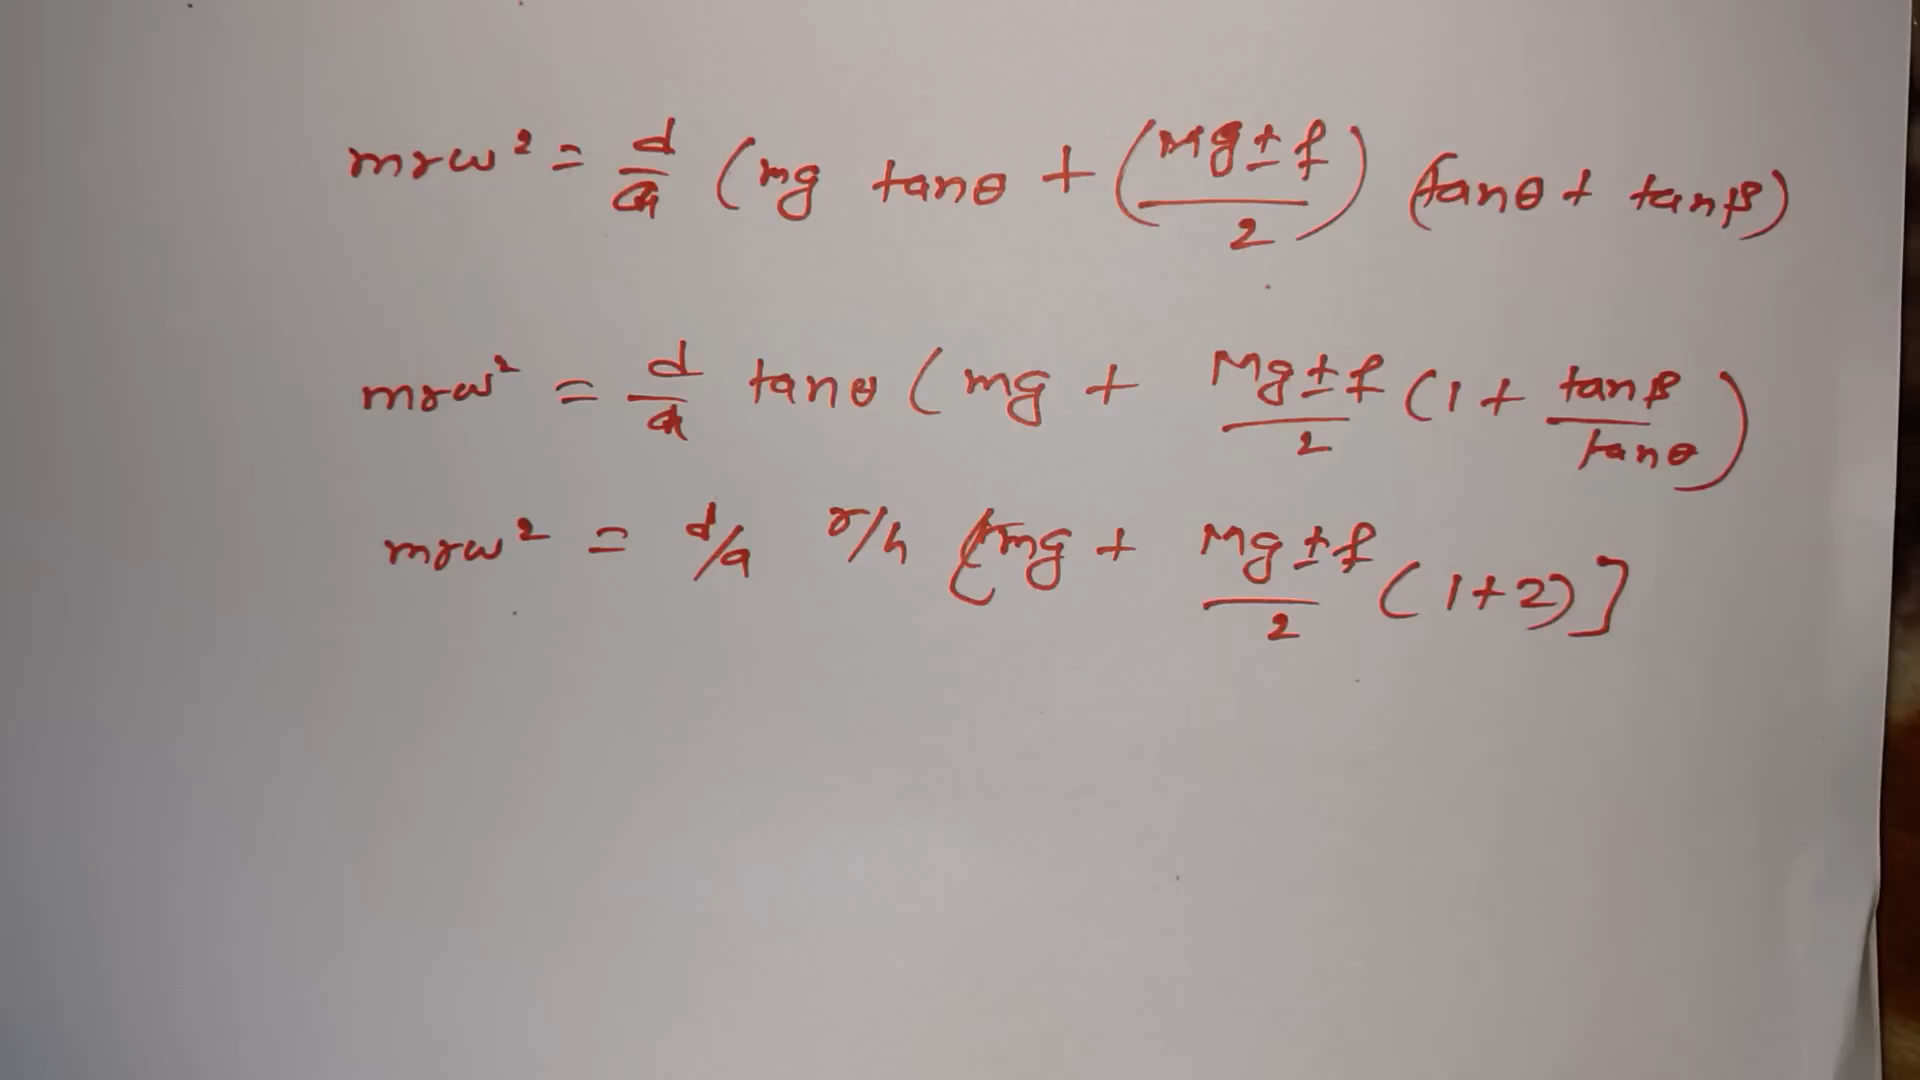 mrω² = d/a (mg tanθ + (Mg ± f / 2) (tanθ + tanβ)
mrω² = d/a tanθ (mg + Mg ± f / 2 (1 + tanβ / tanθ)
mrω² = d/a r/h [mg + Mg ± f / 2 (1+2)]